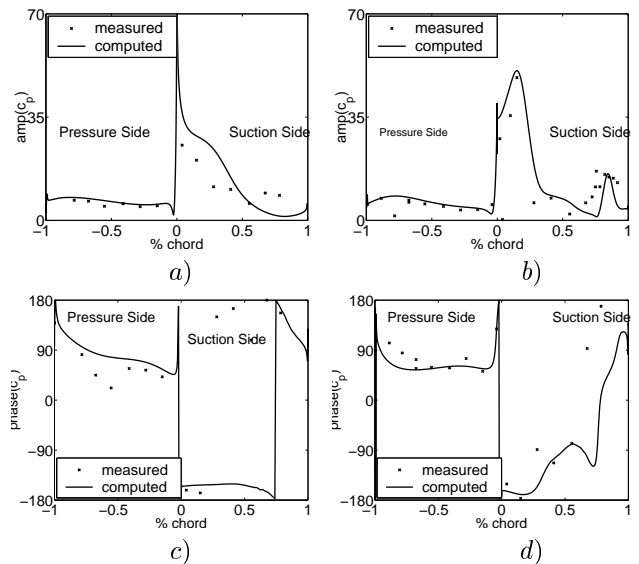 70
35
0
amp(c_p)
× measured
computed
Pressure Side
Suction Side
-1 -0.5 0 0.5 1
% chord
a)
70
35
0
amp(c_p)
× measured
computed
Pressure Side
Suction Side
-1 -0.5 0 0.5 1
% chord
b)
180
90
0
-90
-180
phase(c_p)
Pressure Side
Suction Side
× measured
computed
-1 -0.5 0 0.5 1
% chord
c)
180
90
0
-90
-180
phase(c_p)
Pressure Side
Suction Side
× measured
computed
-1 -0.5 0 0.5 1
% chord
d)